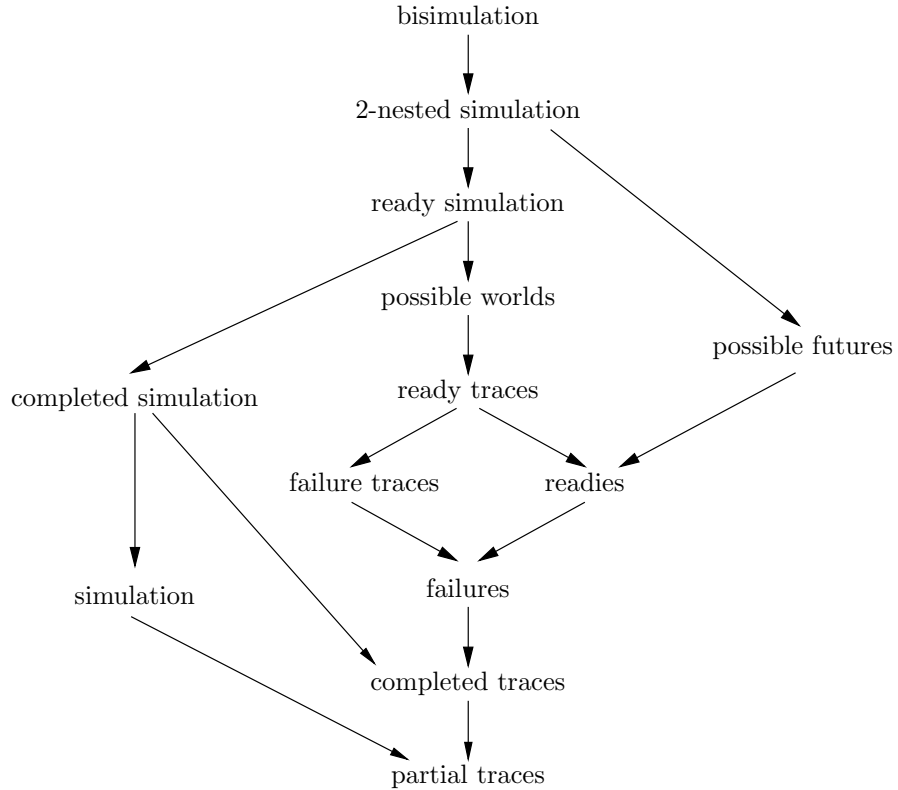 bisimulation
2-nested simulation
ready simulation
possible worlds
possible futures
ready traces
completed simulation
failure traces
readies
failures
simulation
completed traces
partial traces